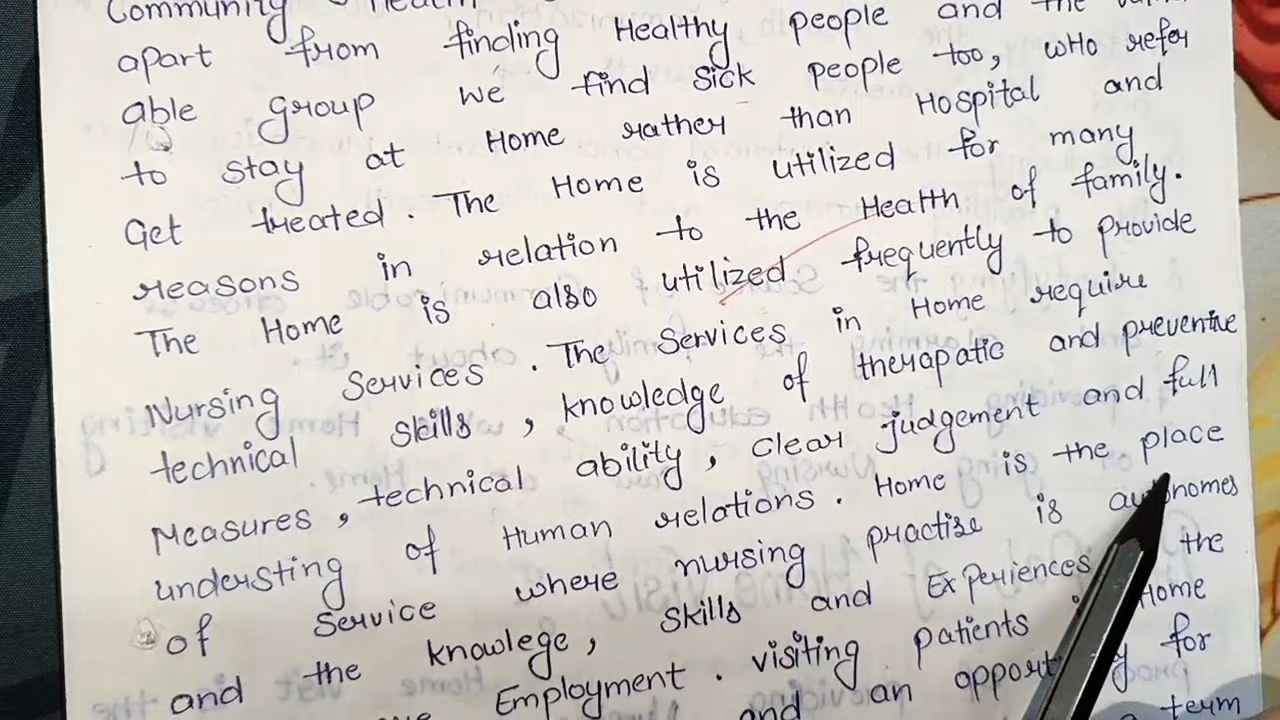 Community Health
apart from finding Healthy people and the
able group we find sick people too, who refer
to stay at Home rather than Hospital and
Get treated. The Home is utilized for many
reasons in relation to the Health of family.
The Home is also utilized frequently to provide
Nursing Services. The Services in Home require
technical skills, knowledge of therapatic and preventive
Measures, technical ability, clear judgement and full
understing of Human relations. Home is the place
of Service where nursing practise is
and the knowlege, skills and Experiences the
Employment. visiting patients Home
and an for
term